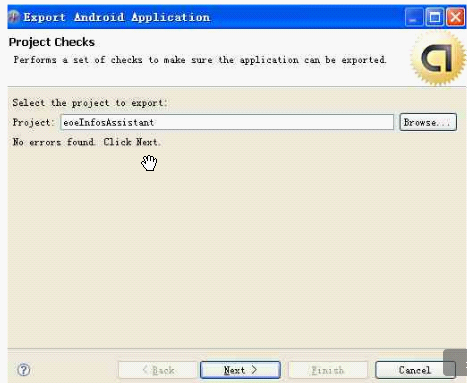 Export Android Application
Project Checks
Performs a set of checks to make sure the application can be exported.
Select the project to export:
Project: eoeInfosAssistant Browse...
No errors found. Click Next.
? < Back Next > Finish Cancel